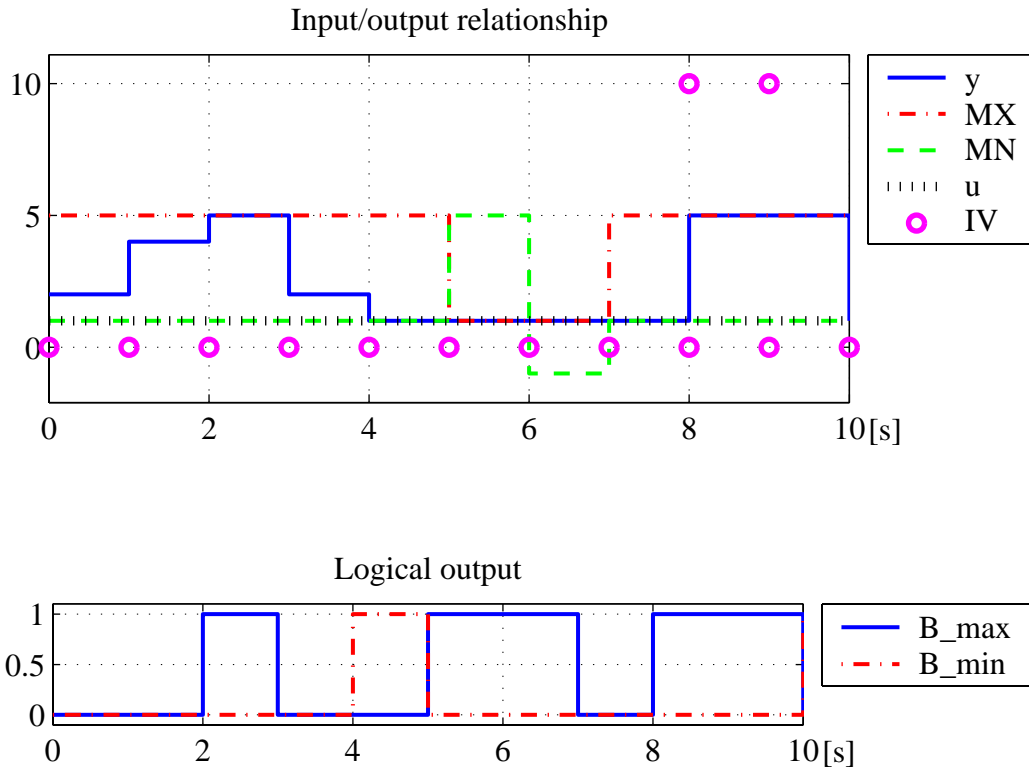 Input/output relationship
10
5
0
0 2 4 6 8 10 [s]
y
MX
MN
u
IV
Logical output
1
0.5
0
0 2 4 6 8 10 [s]
B_max
B_min